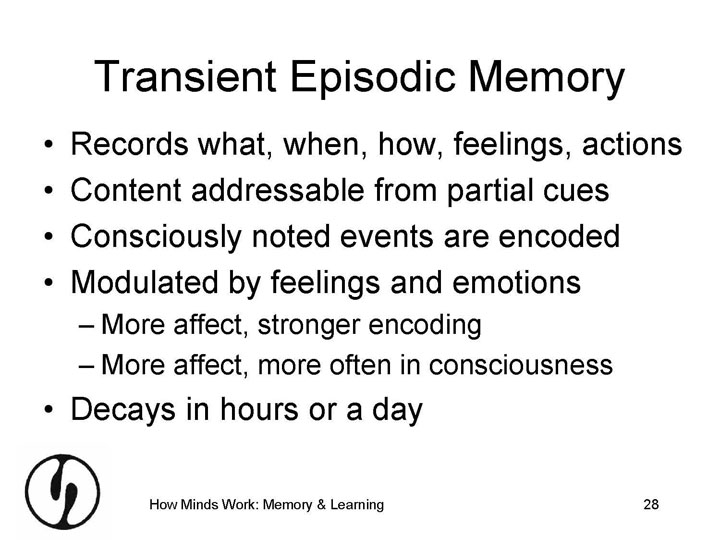 Transient Episodic Memory
• Records what, when, how, feelings, actions
• Content addressable from partial cues
• Consciously noted events are encoded
• Modulated by feelings and emotions
– More affect, stronger encoding
– More affect, more often in consciousness
• Decays in hours or a day
How Minds Work: Memory & Learning
28